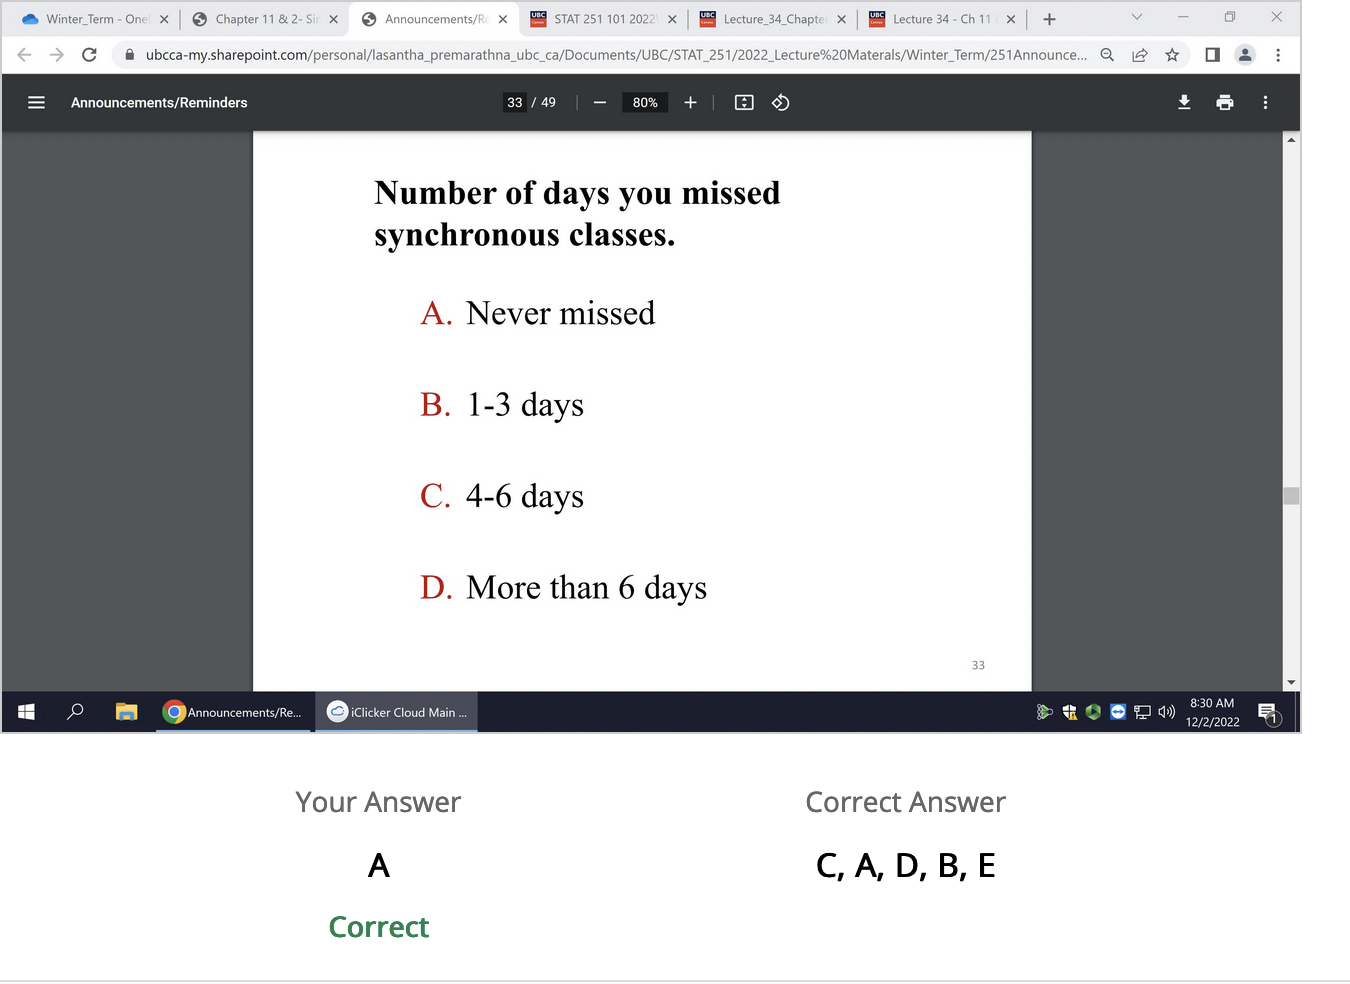 Winter_Term - One
Chapter 11 & 2- Si
Announcements/R
STAT 251 101 2022
Lecture_34_Chapte
Lecture 34 - Ch 11
ubcca-my.sharepoint.com/personal/lasantha_premarathna_ubc_ca/Documents/UBC/STAT_251/2022_Lecture%20Materals/Winter_Term/251Announce...
Announcements/Reminders
33 / 49
80%
Number of days you missed
synchronous classes.
A. Never missed
B. 1-3 days
C. 4-6 days
D. More than 6 days
33
Announcements/Re...
iClicker Cloud Main ...
8:30 AM
12/2/2022
1
Your Answer
Correct Answer
A
C, A, D, B, E
Correct